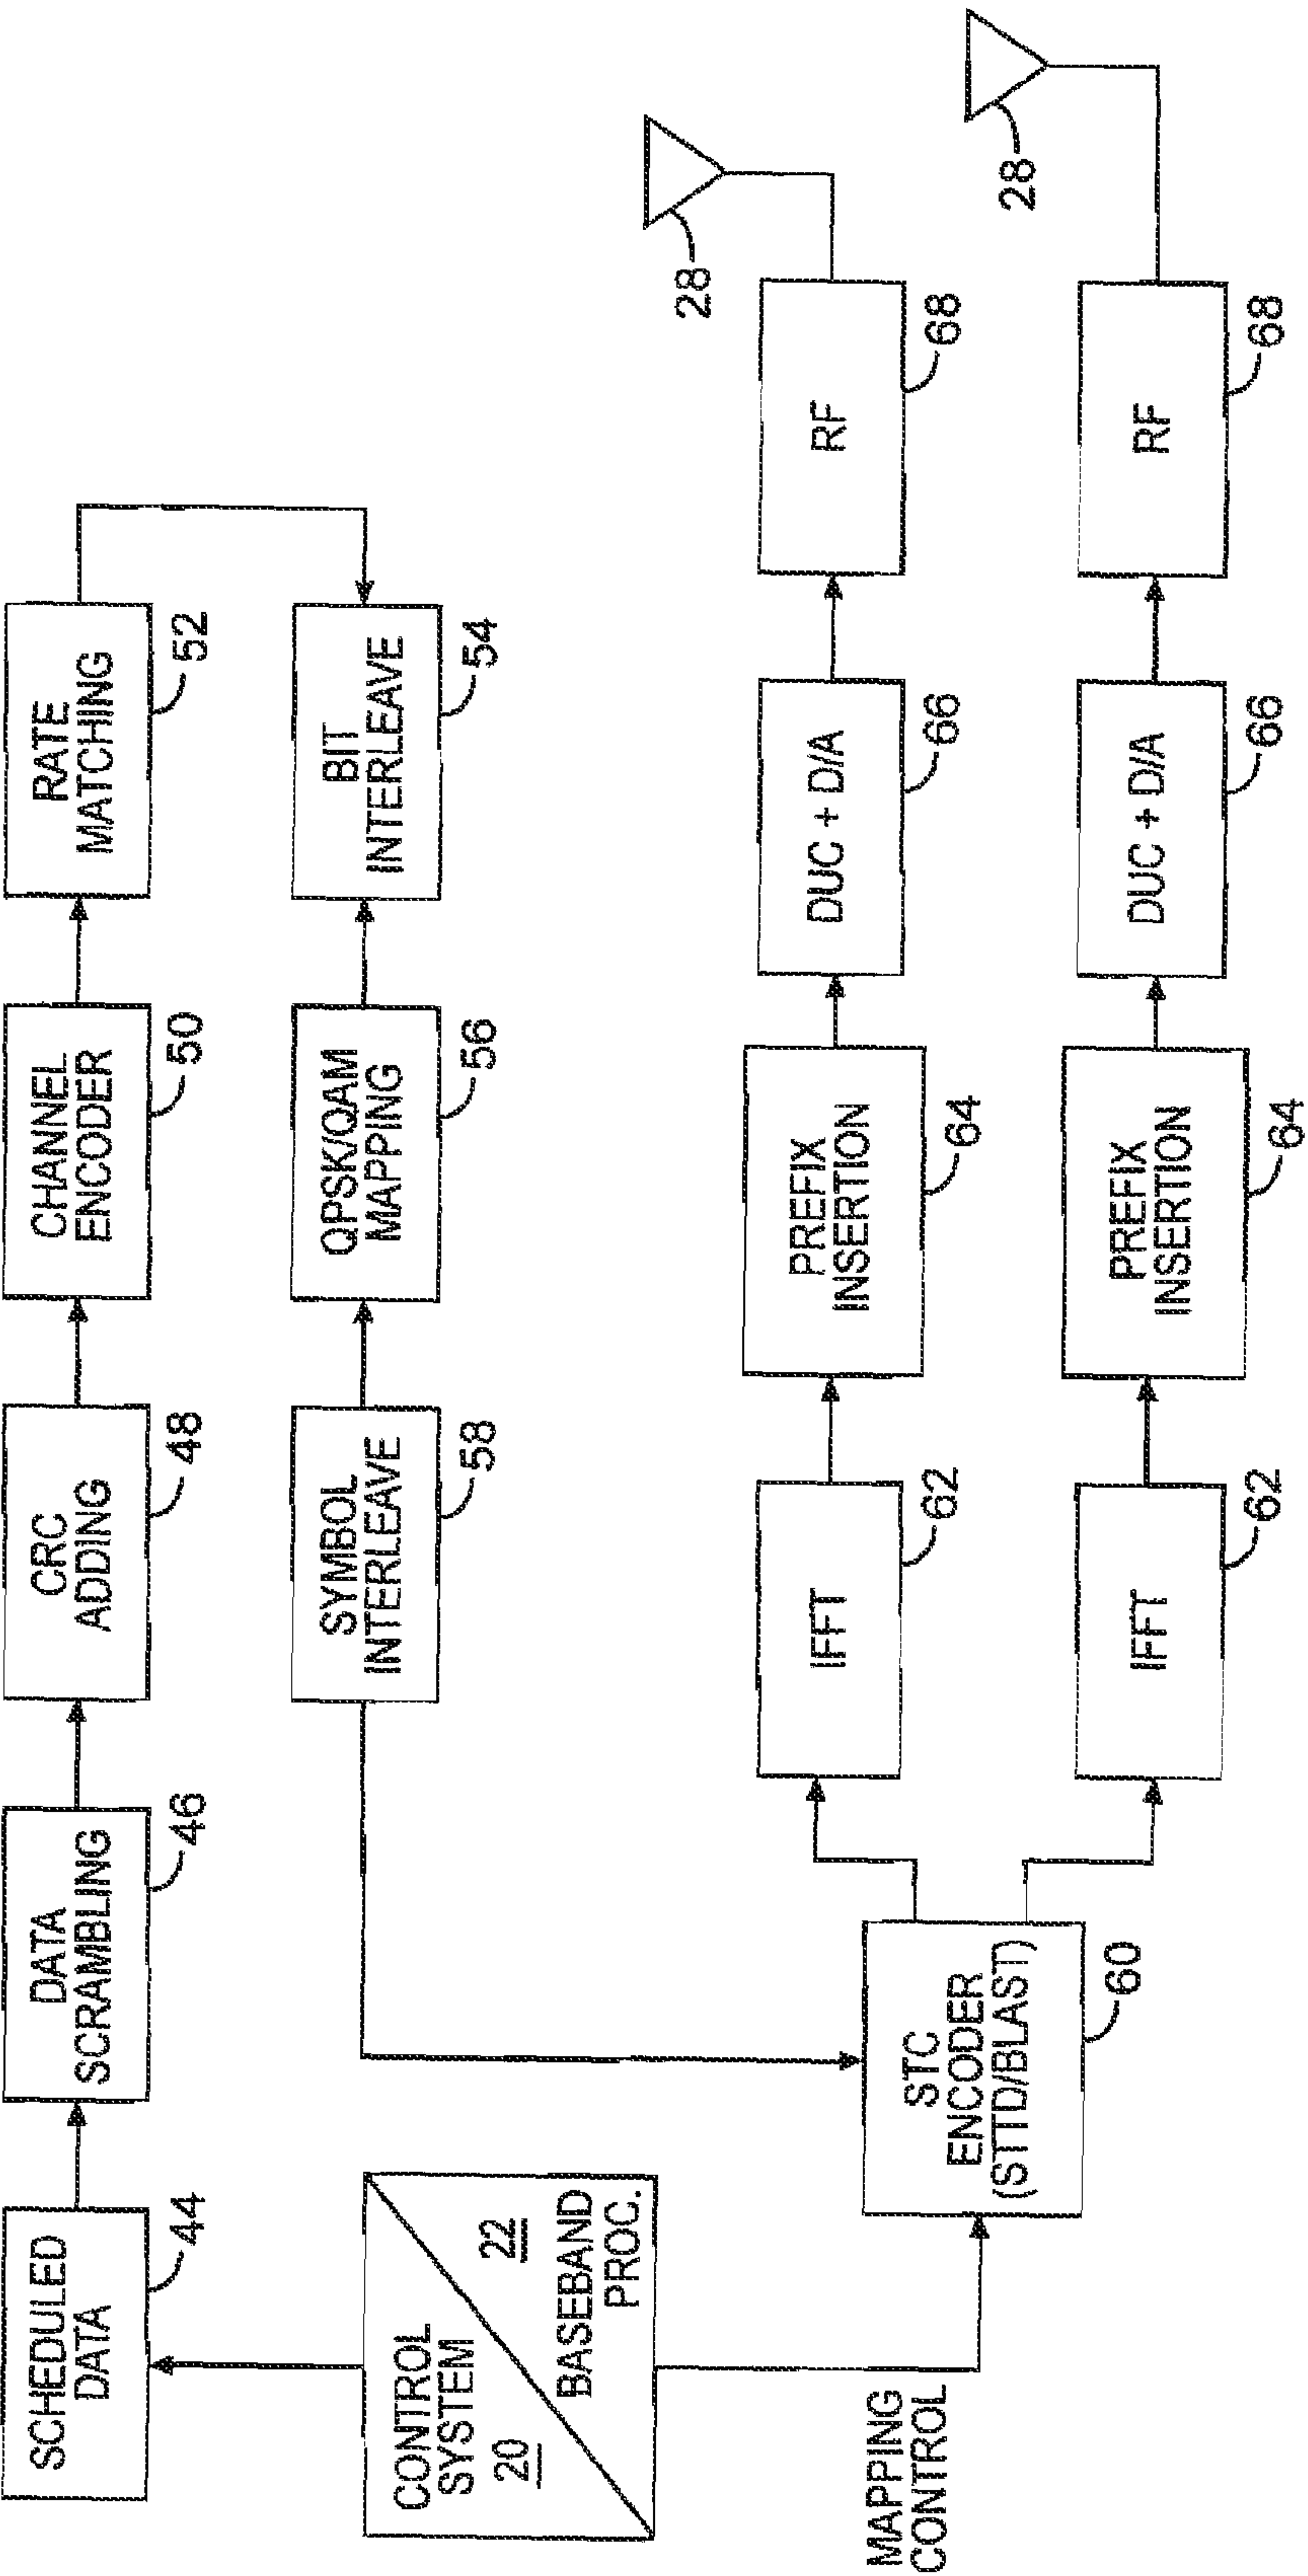 SCHEDULED
DATA
44
DATA
SCRAMBLING
46
CRC
ADDING
48
CHANNEL
ENCODER
50
RATE
MATCHING
52
CONTROL
SYSTEM
20
22
BASEBAND
PROC.
SYMBOL
INTERLEAVE
58
QPSK/QAM
MAPPING
56
BIT
INTERLEAVE
54
MAPPING
CONTROL
STC
ENCODER
(STTD/BLAST)
60
IFFT
62
PREFIX
INSERTION
64
DUC + D/A
66
RF
68
28
IFFT
62
PREFIX
INSERTION
64
DUC + D/A
66
RF
68
28